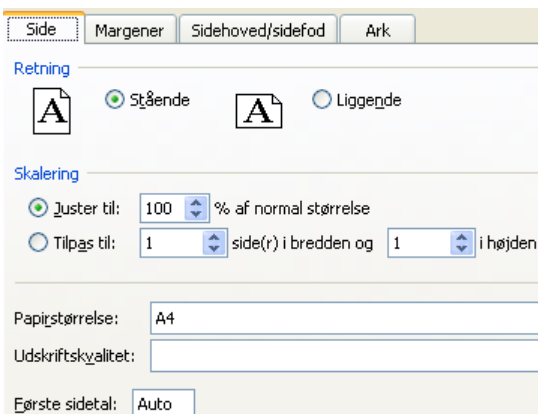 Side Margener Sidehoved/sidefod Ark
Retning
A Stående A Liggende
Skalering
Juster til: 100 % af normal størrelse
Tilpas til: 1 side(r) i bredden og 1 i højden
Papirstørrelse: A4
Udskriftskvalitet:
Første sidetal: Auto